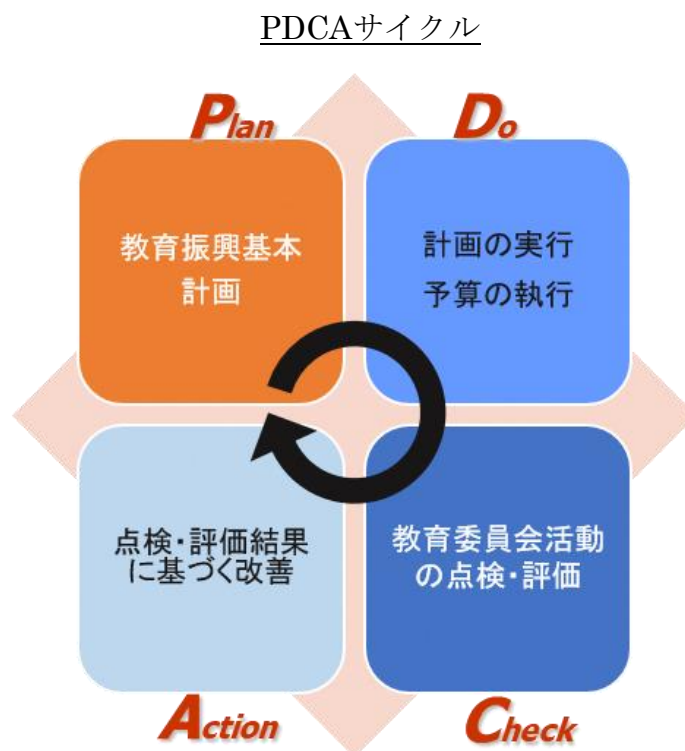 PDCAサイクル
Plan
Do
教育振興基本
計画
計画の実行
予算の執行
点検・評価結果
に基づく改善
教育委員会活動
の点検・評価
Action
Check